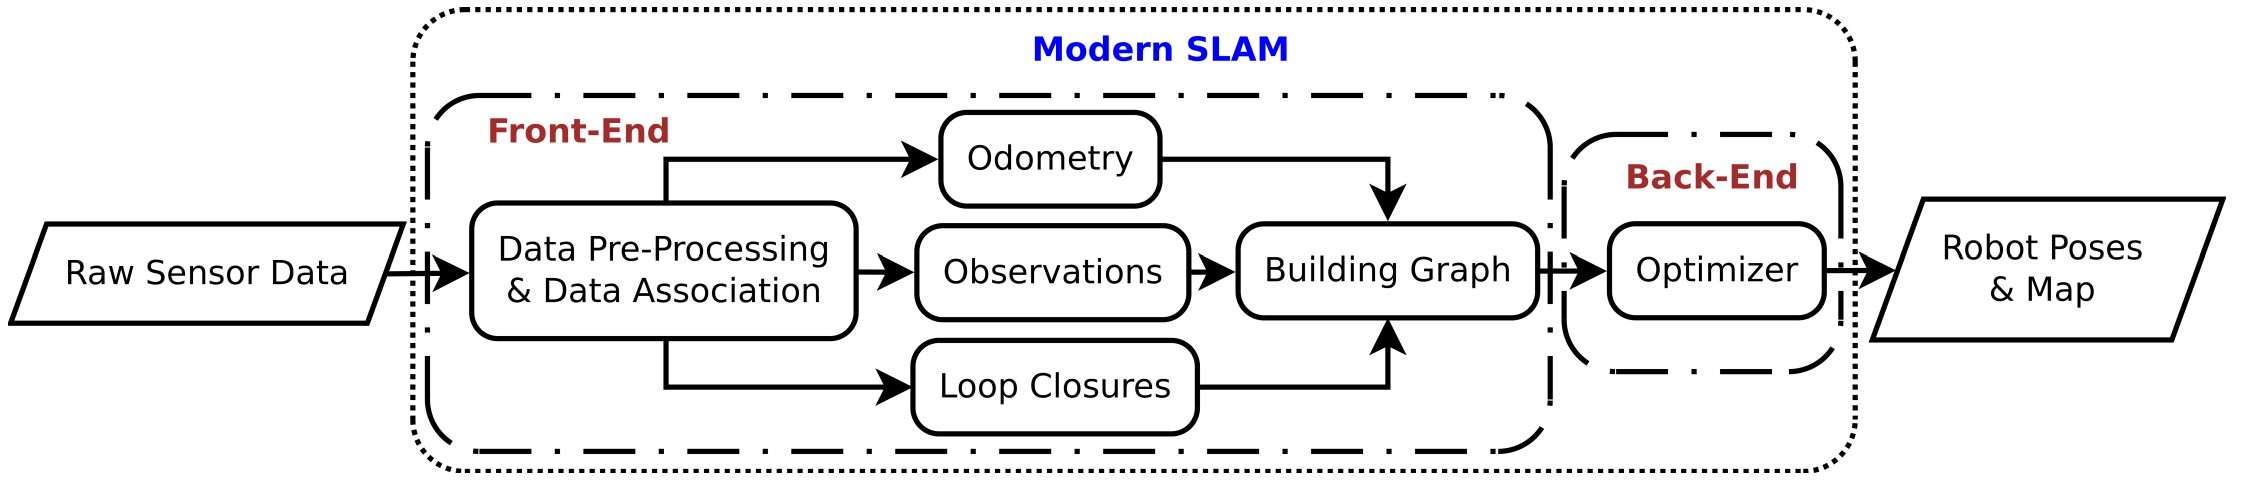 Modern SLAM
Front-End
Back-End
Raw Sensor Data
Data Pre-Processing
& Data Association
Odometry
Observations
Loop Closures
Building Graph
Optimizer
Robot Poses
& Map